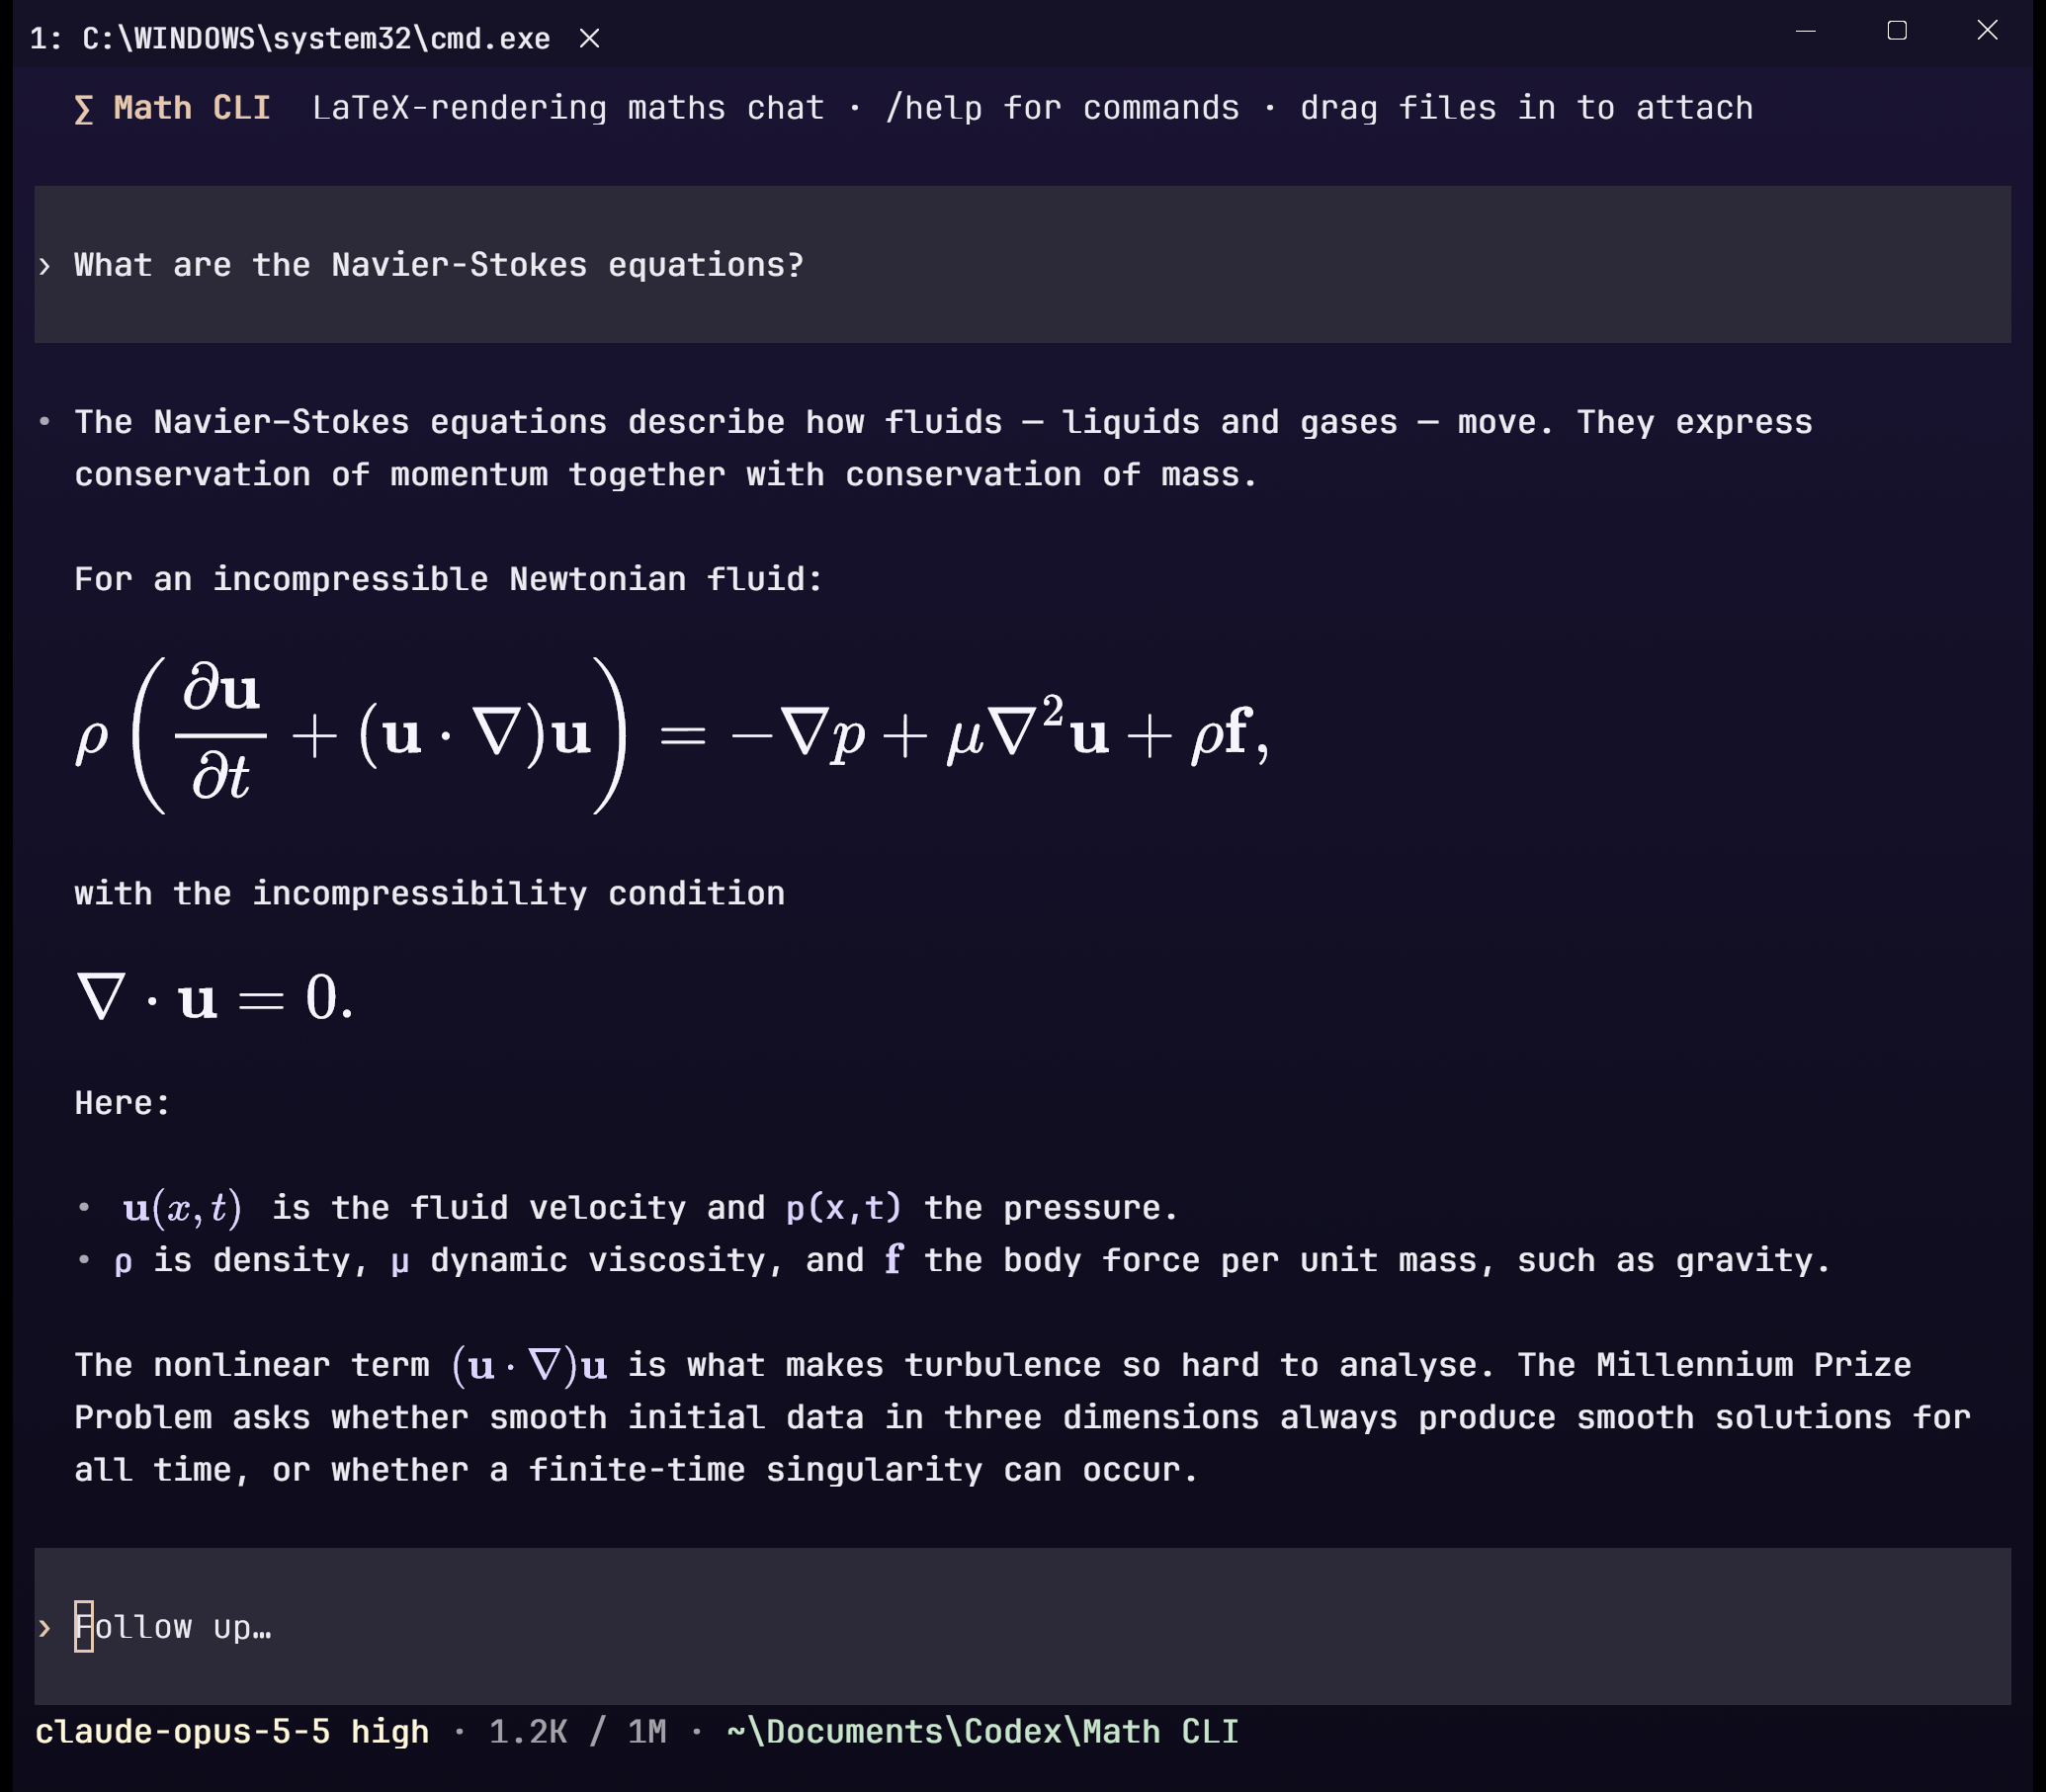 1: C:\WINDOWS\system32\cmd.exe ×
∑ Math CLI LaTeX-rendering maths chat · /help for commands · drag files in to attach
› What are the Navier-Stokes equations?
• The Navier–Stokes equations describe how fluids — liquids and gases — move. They express
conservation of momentum together with conservation of mass.
For an incompressible Newtonian fluid:
ρ (∂u/∂t + (u · ∇)u) = −∇p + μ∇²u + ρf,
with the incompressibility condition
∇ · u = 0.
Here:
• u(x, t) is the fluid velocity and p(x,t) the pressure.
• ρ is density, μ dynamic viscosity, and f the body force per unit mass, such as gravity.
The nonlinear term (u · ∇)u is what makes turbulence so hard to analyse. The Millennium Prize
Problem asks whether smooth initial data in three dimensions always produce smooth solutions for
all time, or whether a finite-time singularity can occur.
› Follow up…
claude-opus-5-5 high · 1.2K / 1M · ~\Documents\Codex\Math CLI